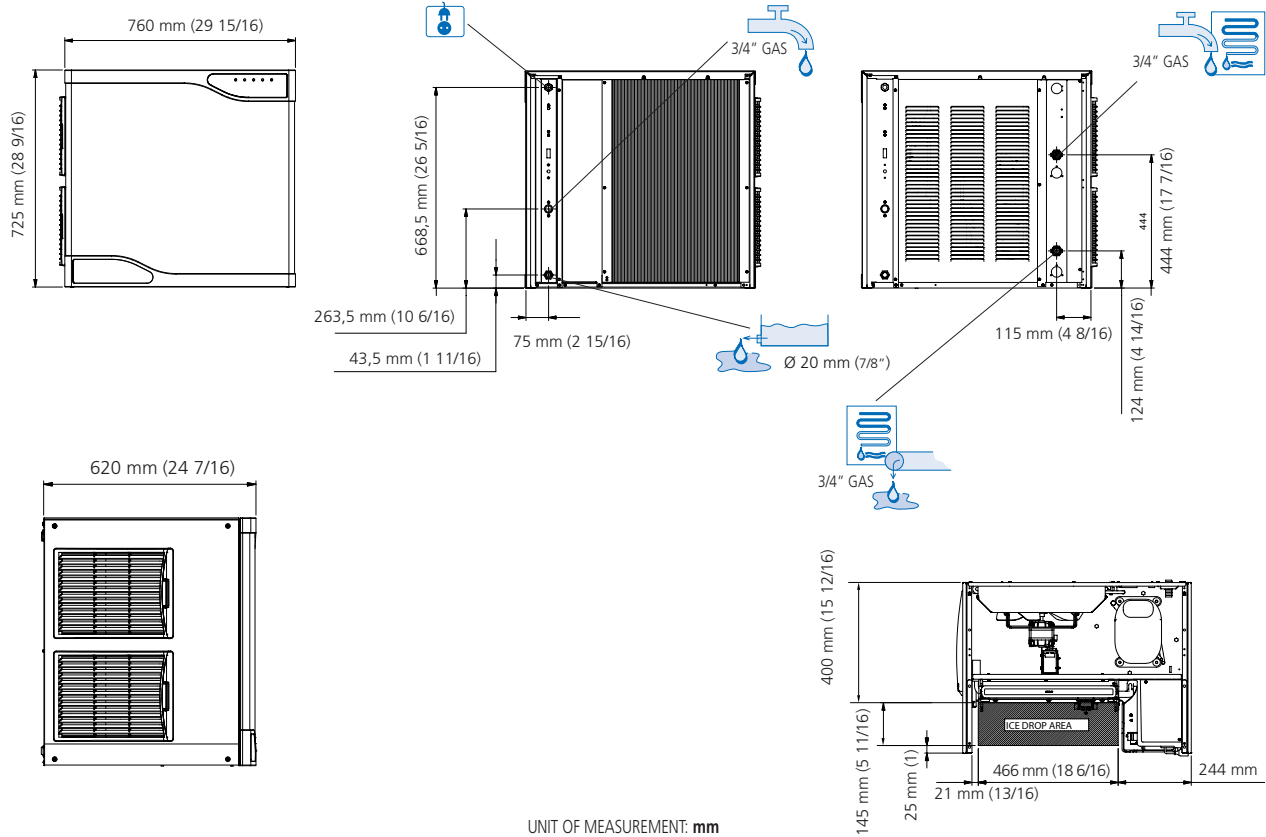 760 mm (29 15/16)
725 mm (28 9/16)
3/4” GAS
668,5 mm (26 5/16)
263,5 mm (10 6/16)
43,5 mm (1 11/16)
75 mm (2 15/16)
Ø 20 mm (7/8”)
3/4” GAS
444
444 mm (17 7/16)
115 mm (4 8/16)
124 mm (4 14/16)
3/4” GAS
620 mm (24 7/16)
400 mm (15 12/16)
ICE DROP AREA
145 mm (5 11/16)
25 mm (1)
466 mm (18 6/16)
244 mm
21 mm (13/16)
UNIT OF MEASUREMENT: mm